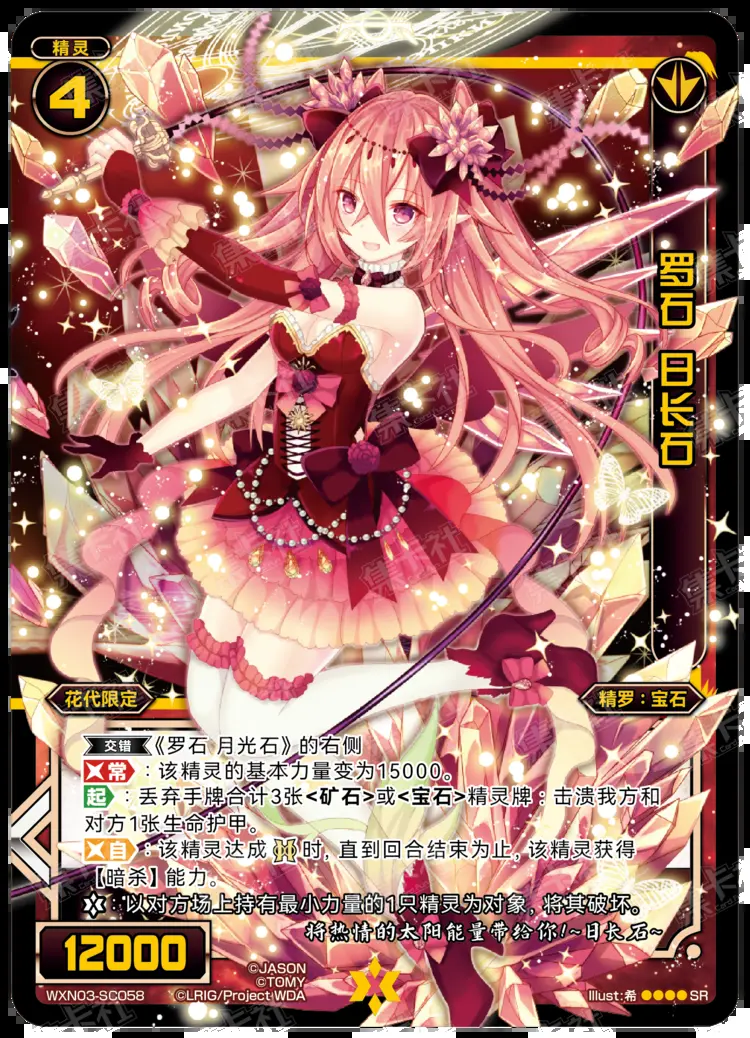 精灵
4
罗石 日长石
花代限定
精罗：宝石
交错《罗石 月光石》的右侧
常：该精灵的基本力量变为15000。
起：丢弃手牌合计3张<矿石>或<宝石>精灵牌：击溃我方和
对方1张生命护甲。
自：该精灵达成 时，直到回合结束为止，该精灵获得
【暗杀】能力。
：以对方场上持有最小力量的1只精灵为对象，将其破坏。
将热情的太阳能量带给你!~日长石~
12000
©JASON
©TOMY
WXN03-SC058 ©LRIG/Project WDA
Illust:希 SR
集卡社